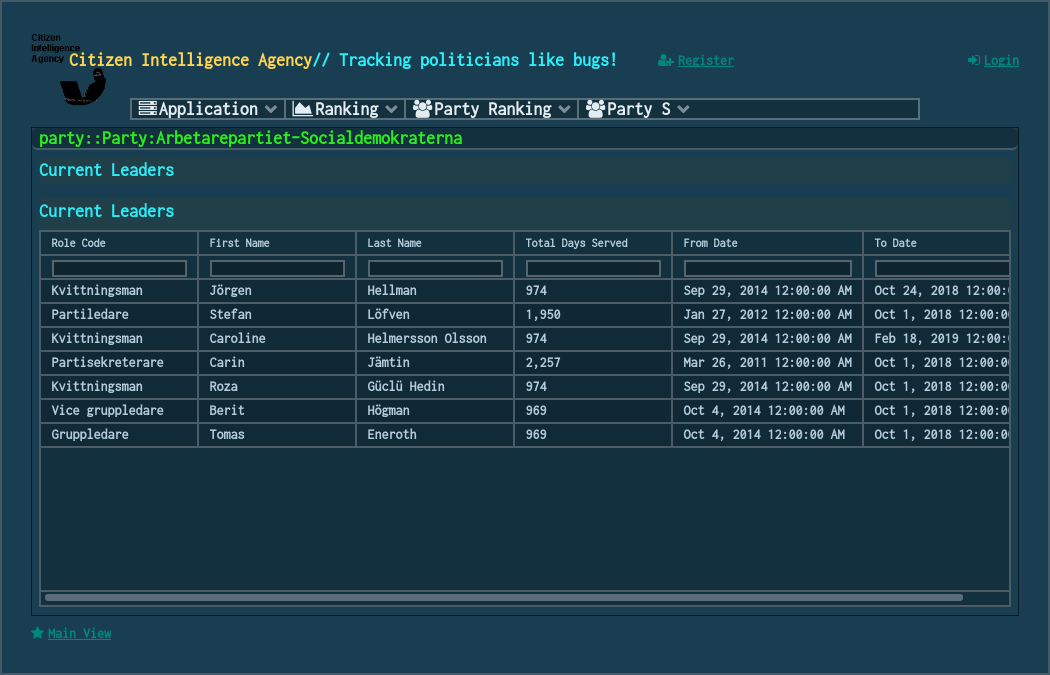 Citizen
Intelligence
Agency
Citizen Intelligence Agency// Tracking politicians like bugs!
Register
Login
Application
Ranking
Party Ranking
Party S
party::Party:Arbetarepartiet-Socialdemokraterna
Current Leaders
Current Leaders
Role Code First Name Last Name Total Days Served From Date To Date
Kvittningsman Jörgen Hellman 974 Sep 29, 2014 12:00:00 AM Oct 24, 2018 12:00:
Partiledare Stefan Löfven 1,950 Jan 27, 2012 12:00:00 AM Oct 1, 2018 12:00:0
Kvittningsman Caroline Helmersson Olsson 974 Sep 29, 2014 12:00:00 AM Feb 18, 2019 12:00:
Partisekreterare Carin Jämtin 2,257 Mar 26, 2011 12:00:00 AM Oct 1, 2018 12:00:0
Kvittningsman Roza Güclü Hedin 974 Sep 29, 2014 12:00:00 AM Oct 1, 2018 12:00:0
Vice gruppledare Berit Högman 969 Oct 4, 2014 12:00:00 AM Oct 1, 2018 12:00:0
Gruppledare Tomas Eneroth 969 Oct 4, 2014 12:00:00 AM Oct 1, 2018 12:00:0
Main View